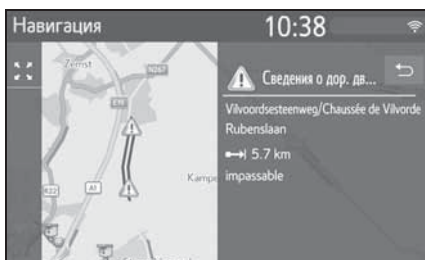 Навигация 10:38
Сведения о дор. дв...
Vilvoordsesteenweg/Chaussée de Vilvorde
Rubenslaan
5.7 km
impassable
Zemst
N267
E19
A1
R22
Kampe